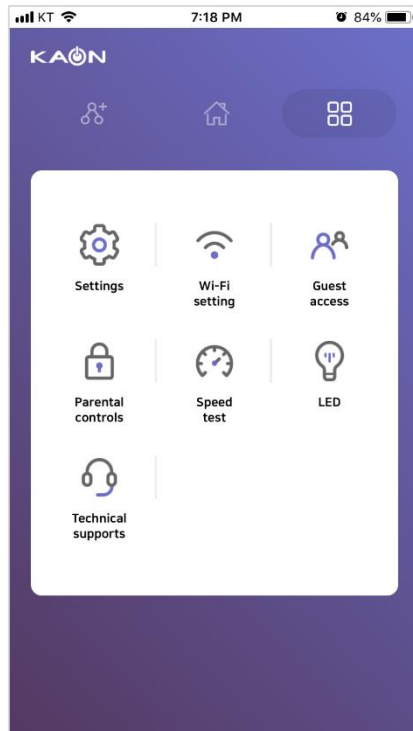 KT 7:18 PM 84%
KAON
Settings
Wi-Fi
setting
Guest
access
Parental
controls
Speed
test
LED
Technical
supports